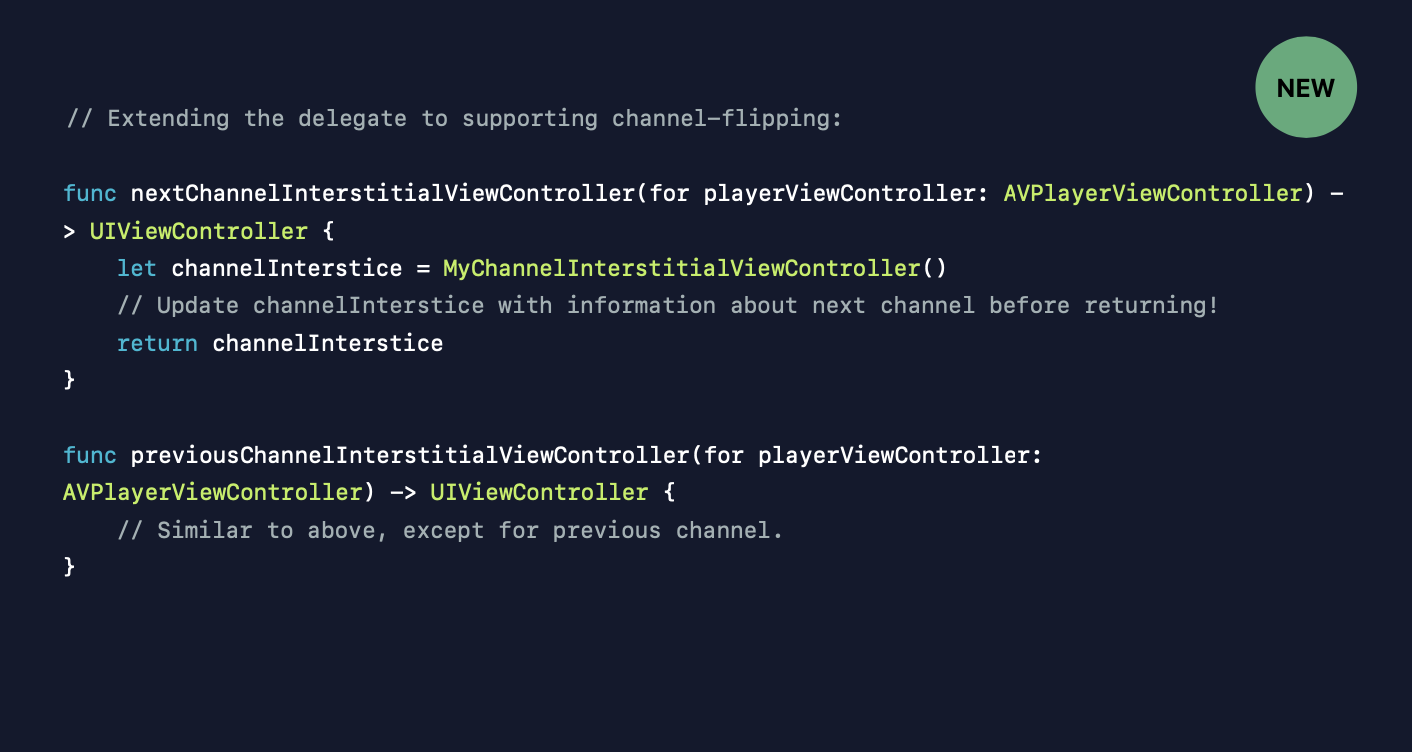 NEW
// Extending the delegate to supporting channel-flipping:
func nextChannelInterstitialViewController(for playerViewController: AVPlayerViewController) -
> UIViewController {
    let channelInterstice = MyChannelInterstitialViewController()
    // Update channelInterstice with information about next channel before returning!
    return channelInterstice
}
func previousChannelInterstitialViewController(for playerViewController:
AVPlayerViewController) -> UIViewController {
    // Similar to above, except for previous channel.
}